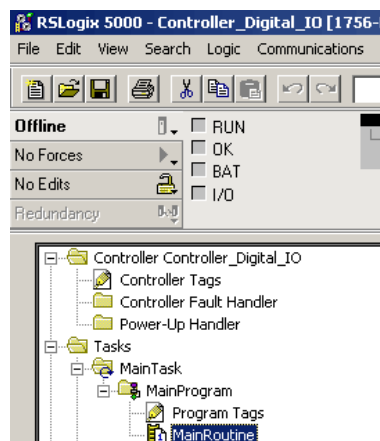 RSLogix 5000 - Controller_Digital_IO [1756-
File Edit View Search Logic Communications
Offline
RUN
No Forces
OK
BAT
No Edits
I/O
Redundancy
Controller Controller_Digital_IO
Controller Tags
Controller Fault Handler
Power-Up Handler
Tasks
MainTask
MainProgram
Program Tags
MainRoutine